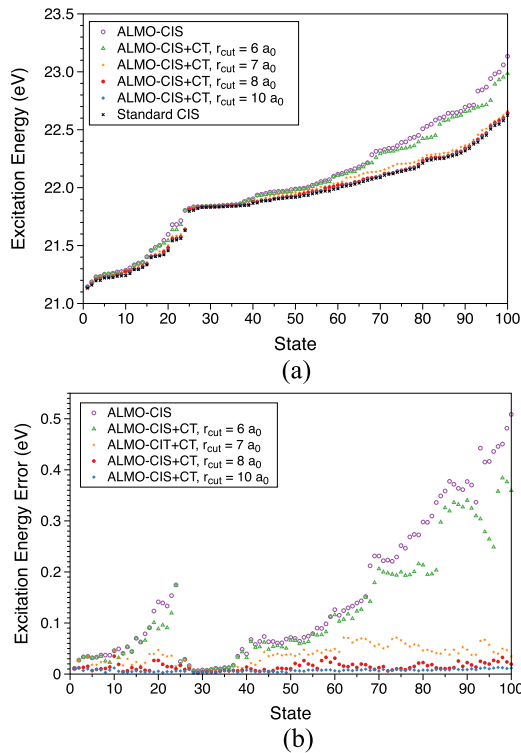 23.5
23.0
22.5
22.0
21.5
21.0
Excitation Energy (eV)
ALMO-CIS
ALMO-CIS+CT, r_cut = 6 a_0
ALMO-CIS+CT, r_cut = 7 a_0
ALMO-CIS+CT, r_cut = 8 a_0
ALMO-CIS+CT, r_cut = 10 a_0
Standard CIS
0 10 20 30 40 50 60 70 80 90 100
State
(a)
0.5
0.4
0.3
0.2
0.1
0
Excitation Energy Error (eV)
ALMO-CIS
ALMO-CIS+CT, r_cut = 6 a_0
ALMO-CIT+CT, r_cut = 7 a_0
ALMO-CIS+CT, r_cut = 8 a_0
ALMO-CIS+CT, r_cut = 10 a_0
0 10 20 30 40 50 60 70 80 90 100
State
(b)